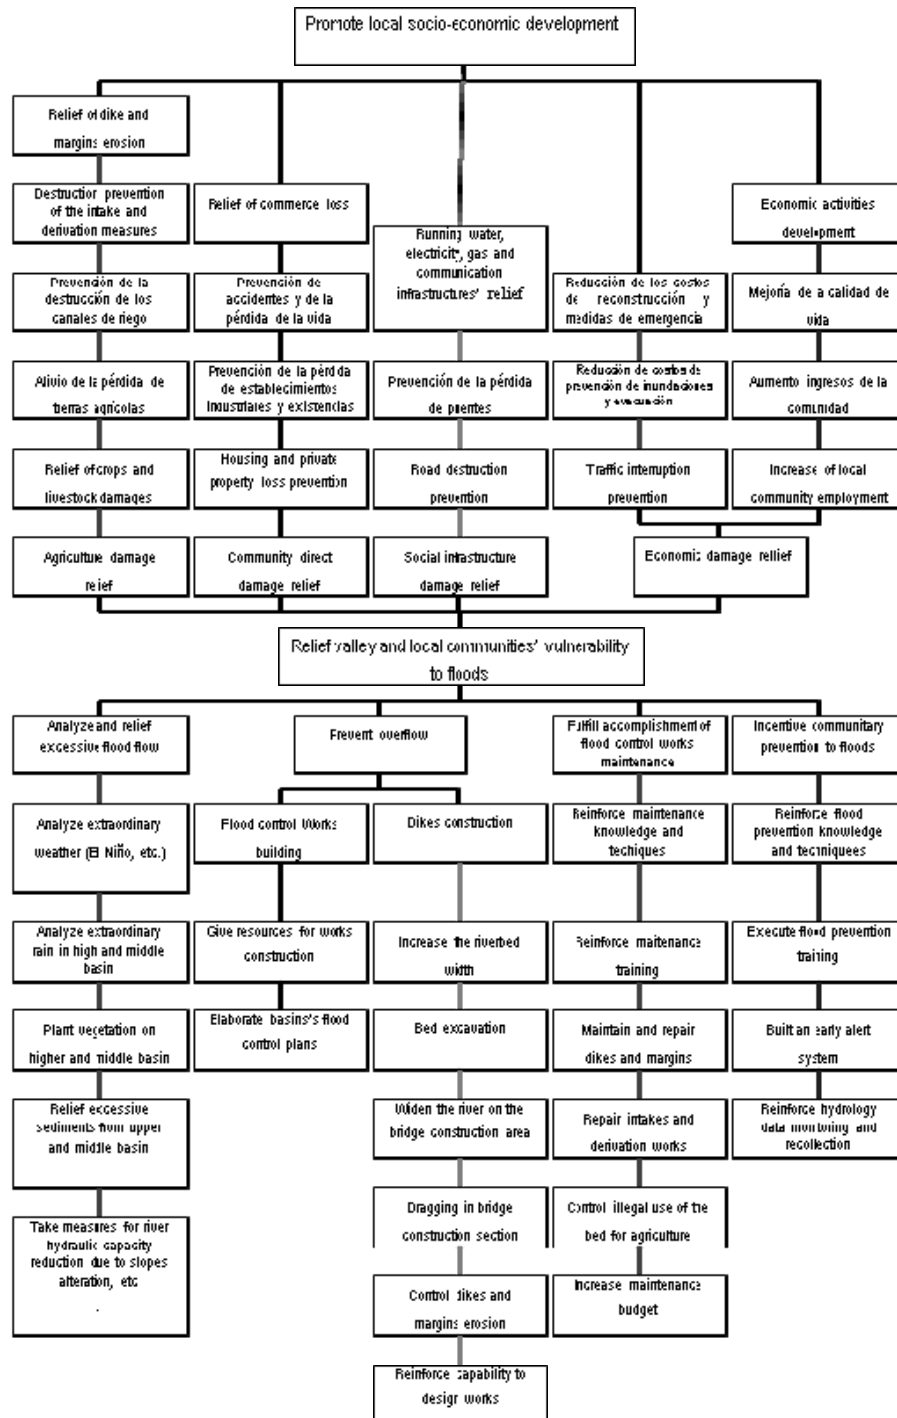 Promote local socio-economic development
Relief of dike and
margins erosion
Destruction prevention
of the intake and
derivation measures
Relief of commerce loss
Running water,
electricity, gas and
communication
infrastructures' relief
Economic activities
development
Prevención de la
destrucción de los
canales de riego
Prevención de
accidentes y de la
pérdida de la vida
Reducción de los costos
de reconstrucción y
medidas de emergencia
Mejoría de a calidad de
vida
Alivio de la pérdida de
tierras agrícolas
Prevención de la pérdida
de establecimientos
industriales y existencias
Prevención de la pérdida
de puentes
Reducción de costos de
prevención de inundaciones
y evacuación
Aumento ingresos de la
comunidad
Relief of crops and
livestock damages
Housing and private
property loss prevention
Road destruction
prevention
Traffic interruption
prevention
Increase of local
community employment
Agriculture damage
relief
Community direct
damage relief
Social infrastructure
damage relief
Economic damage rellief
Relief valley and local communities' vulnerability
to floods
Analyze and relief
excessive flood flow
Prevent overflow
Fulfill accomplishment of
flood control works
maintenance
Incentive communitary
prevention to floods
Analyze extraordinary
weather (El Niño, etc.)
Flood control Works
building
Dikes construction
Reinforce maintenance
knowledge and
techiques
Reinforce flood
prevention knowledge
and tectniquees
Analyze extraordinary
rain in high and middle
basin
Give resources for works
construction
Increase the riverbed
width
Reinforce maitenance
training
Execute flood prevention
training
Plant vegetation on
higher and middle basin
Elaborate basins's flood
control plans
Bed excavation
Maintain and repair
dikes and margins
Built an early alert
system
Relief excessive
sediments from upper
and middle basin
Widen the river on the
bridge construction area
Repair intakes and
derivation works
Reinforce hydrology
data monitoring and
recollection
Take measures for river
hydraulic capacity
reduction due to slopes
alteration, etc
.
Dragging in bridge
construction section
Control illegal use of the
bed for agriculture
Control dikes and
margins erosion
Increase maintenance
budget
Reinforce capability to
design works